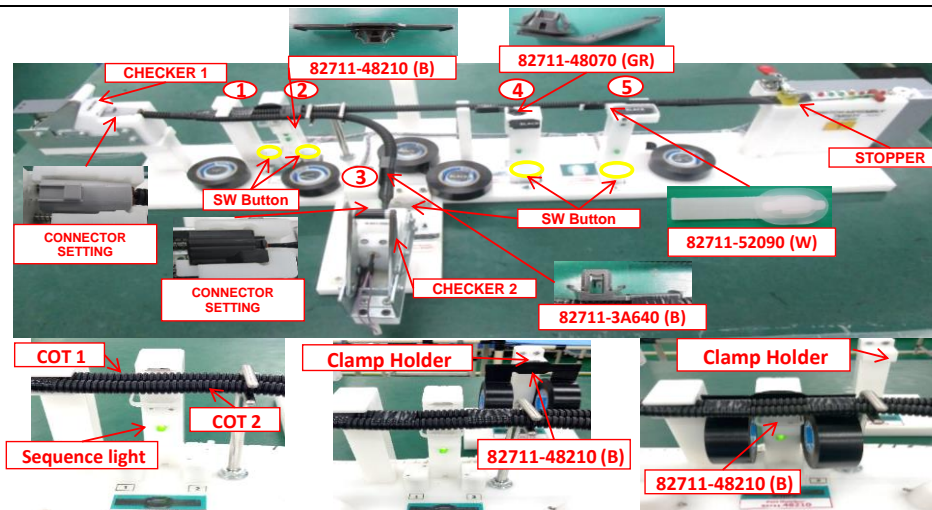 82711-48210 (B)
82711-48070 (GR)
CHECKER 1
1
2
4
5
STOPPER
3
SW Button
SW Button
82711-52090 (W)
CONNECTOR
SETTING
CONNECTOR
SETTING
CHECKER 2
82711-3A640 (B)
COT 1
COT 2
Sequence light
Clamp Holder
82711-48210 (B)
Clamp Holder
82711-48210 (B)
48210